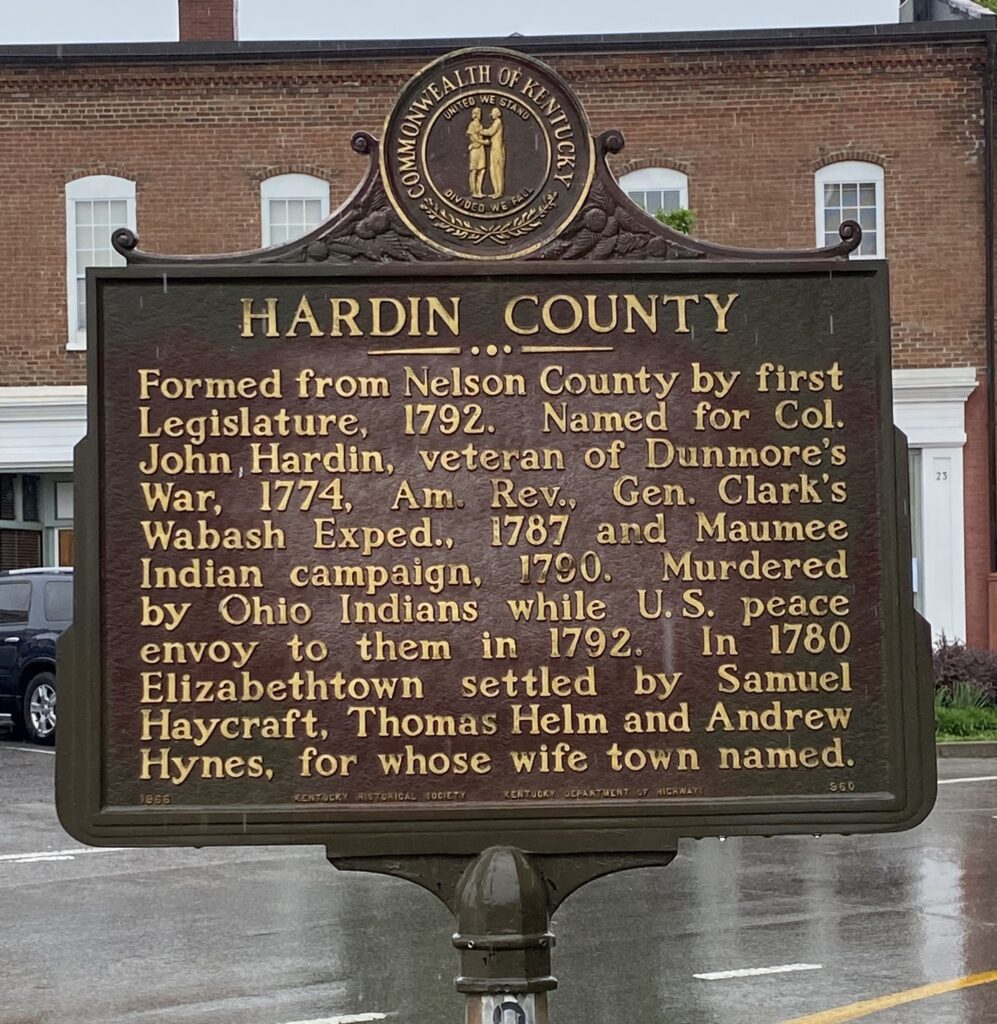 COMMONWEALTH OF KENTUCKY
UNITED WE STAND
DIVIDED WE FALL
HARDIN COUNTY
Formed from Nelson County by first
Legislature, 1792. Named for Col.
John Hardin, veteran of Dunmore's
War, 1774, Am. Rev., Gen. Clark's
Wabash Exped., 1787 and Maumee
Indian campaign, 1790. Murdered
by Ohio Indians while U.S. peace
envoy to them in 1792. In 1780
Elizabethtown settled by Samuel
Haycraft, Thomas Helm and Andrew
Hynes, for whose wife town named.
1966 KENTUCKY HISTORICAL SOCIETY KENTUCKY DEPARTMENT OF HIGHWAYS 960
23